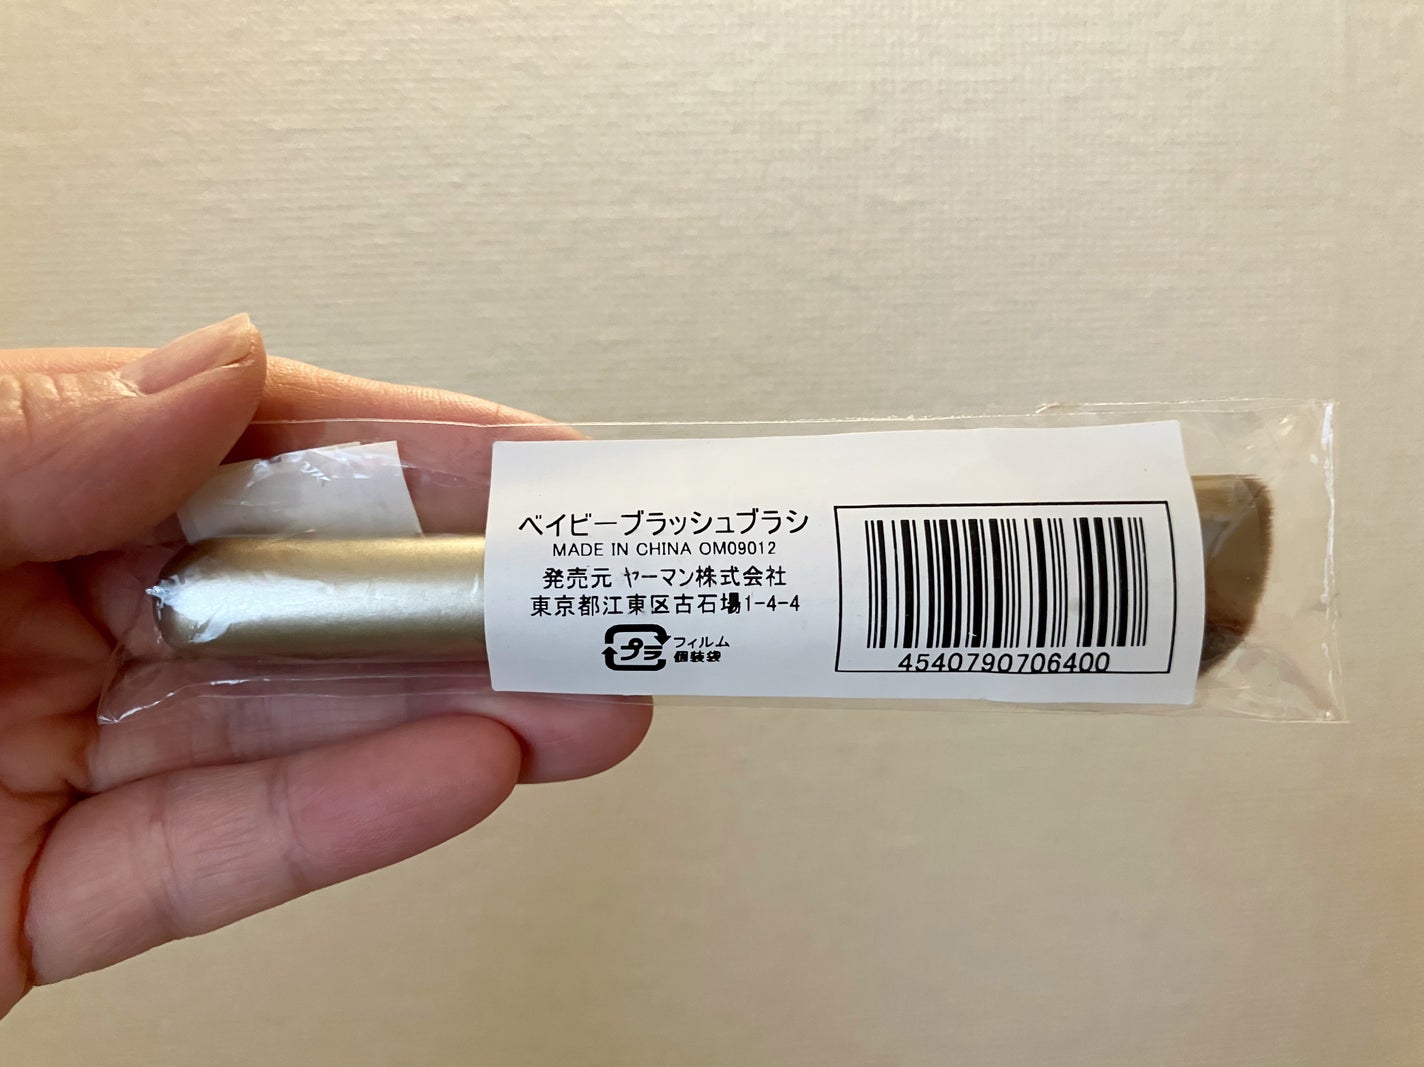 ベイビーブラッシュブラシ
MADE IN CHINA OM09012
発売元 ヤーマン株式会社
東京都江東区古石場1-4-4
プラ
フィルム
個装袋
4540790706400